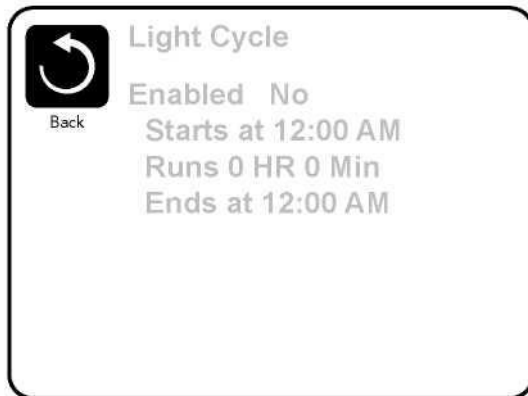 Light Cycle
Enabled No
Back
Starts at 12:00 AM
Runs 0 HR 0 Min
Ends at 12:00 AM